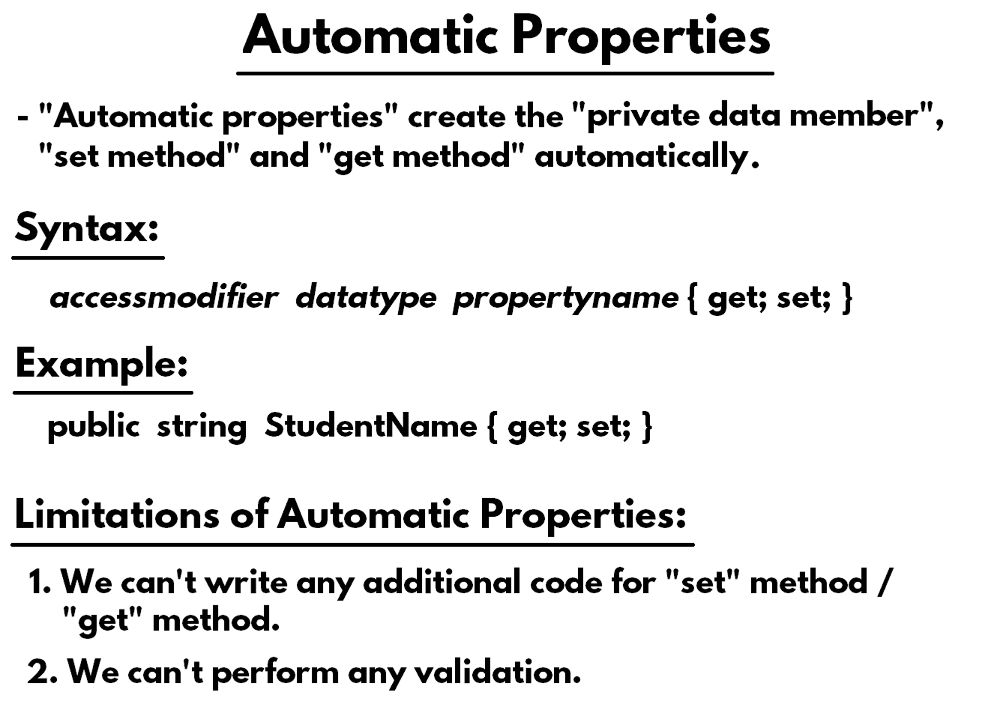 Automatic Properties
- "Automatic properties" create the "private data member",
"set method" and "get method" automatically.
Syntax:
accessmodifier datatype propertyname { get; set; }
Example:
public string StudentName { get; set; }
Limitations of Automatic Properties:
1. We can't write any additional code for "set" method /
"get" method.
2. We can't perform any validation.